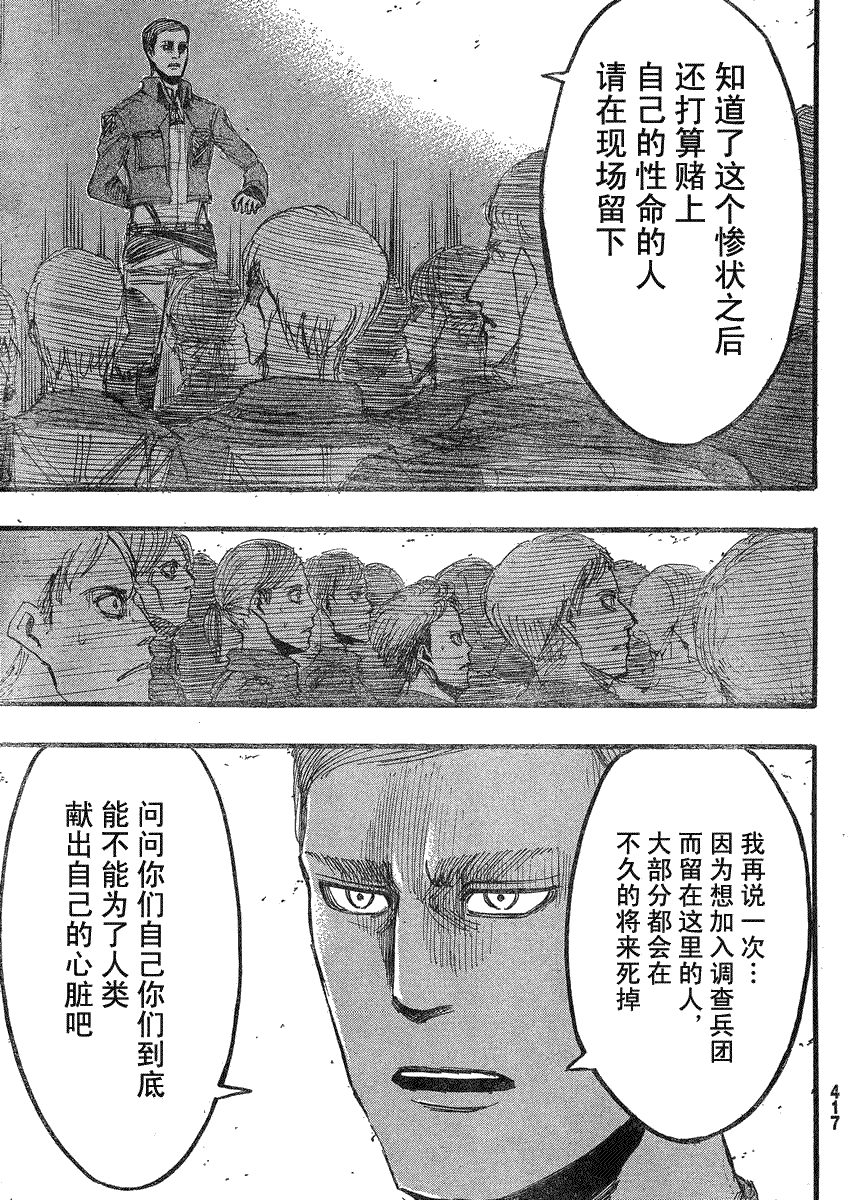 知道了这个惨状之后
还打算赌上
自己的性命的人
请在现场留下
我再说一次…
因为想加入调查兵团
而留在这里的人，
大部分都会在
不久的将来死掉
问问你们自己你们到底
能不能为了人类
献出自己的心脏吧
417